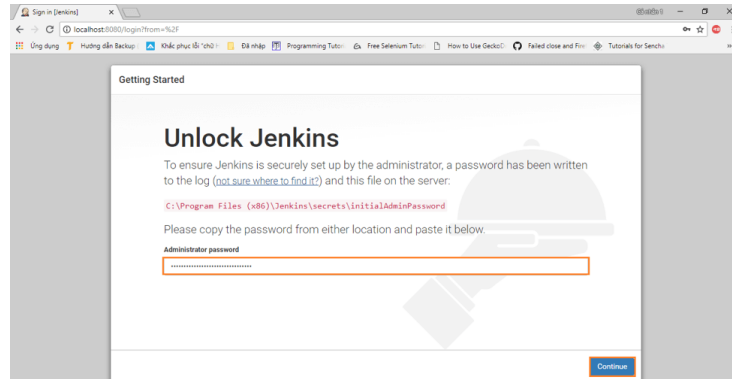 Sign in [Jenkins]
localhost:8080/login?from=%2F
Ứng dụng Hướng dẫn Backup Khắc phục lỗi "chữ Đã nhập Programming Tutor Free Selenium Tutor How to Use GeckoD Failed close and Fire Tutorials for Sencha
Getting Started
Unlock Jenkins
To ensure Jenkins is securely set up by the administrator, a password has been written
to the log (not sure where to find it?) and this file on the server:
C:\Program Files (x86)\Jenkins\secrets\initialAdminPassword
Please copy the password from either location and paste it below.
Administrator password
Continue